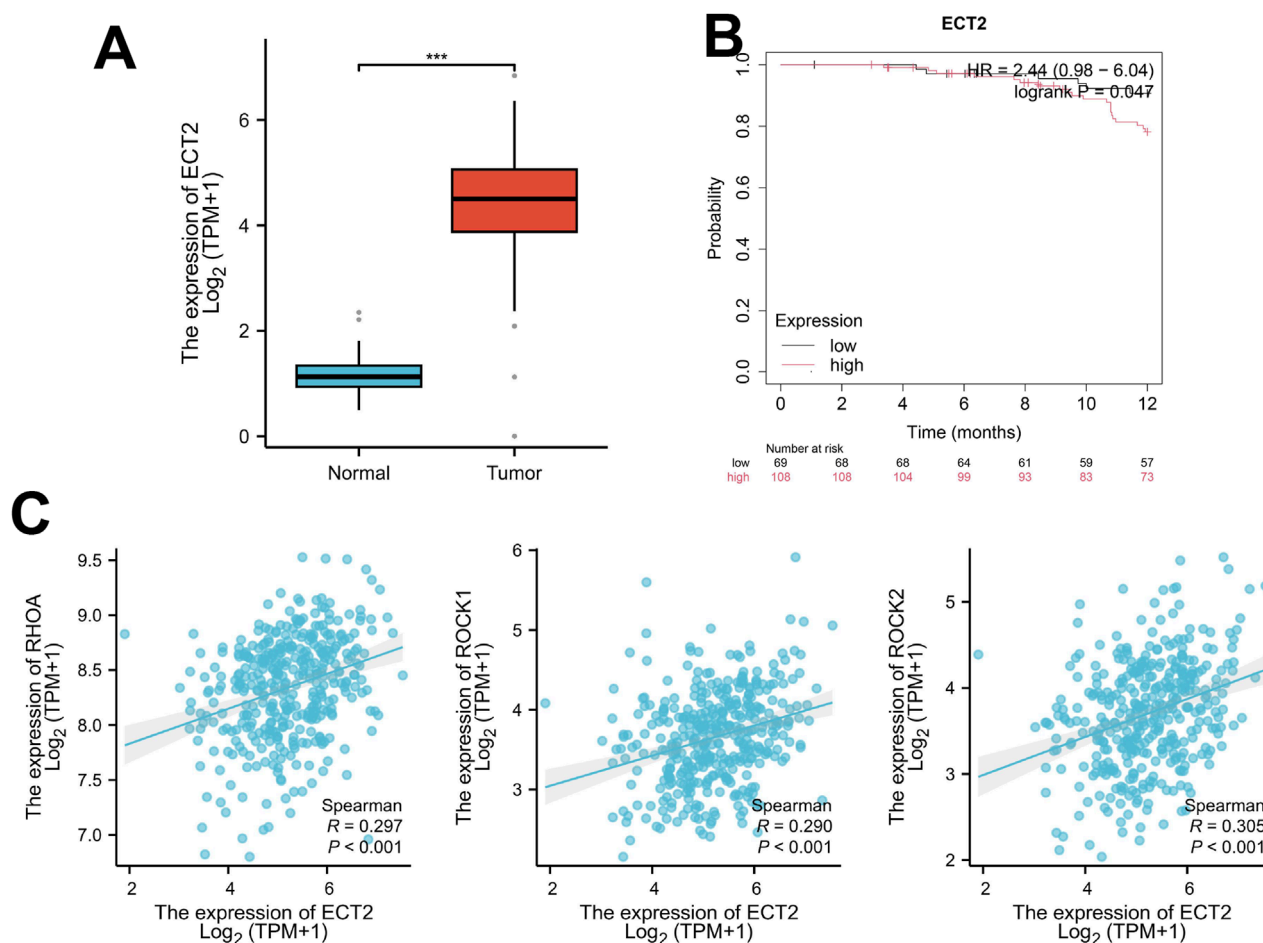 A
The expression of ECT2
Log2 (TPM+1)
6
4
2
0
***
Normal
Tumor
B
ECT2
HR = 2.44 (0.98 − 6.04)
logrank P = 0.047
Probability
1.0
0.8
0.6
0.4
0.2
0.0
Expression
low
high
0 2 4 6 8 10 12
Time (months)
Number at risk
low 69 68 68 64 61 59 57
high 108 108 104 99 93 83 73
C
The expression of RHOA
Log2 (TPM+1)
9.5
9.0
8.5
8.0
7.5
7.0
Spearman
R = 0.297
P < 0.001
2 4 6
The expression of ECT2
Log2 (TPM+1)
The expression of ROCK1
Log2 (TPM+1)
6
5
4
3
Spearman
R = 0.290
P < 0.001
2 4 6
The expression of ECT2
Log2 (TPM+1)
The expression of ROCK2
Log2 (TPM+1)
5
4
3
2
Spearman
R = 0.305
P < 0.001
2 4 6
The expression of ECT2
Log2 (TPM+1)